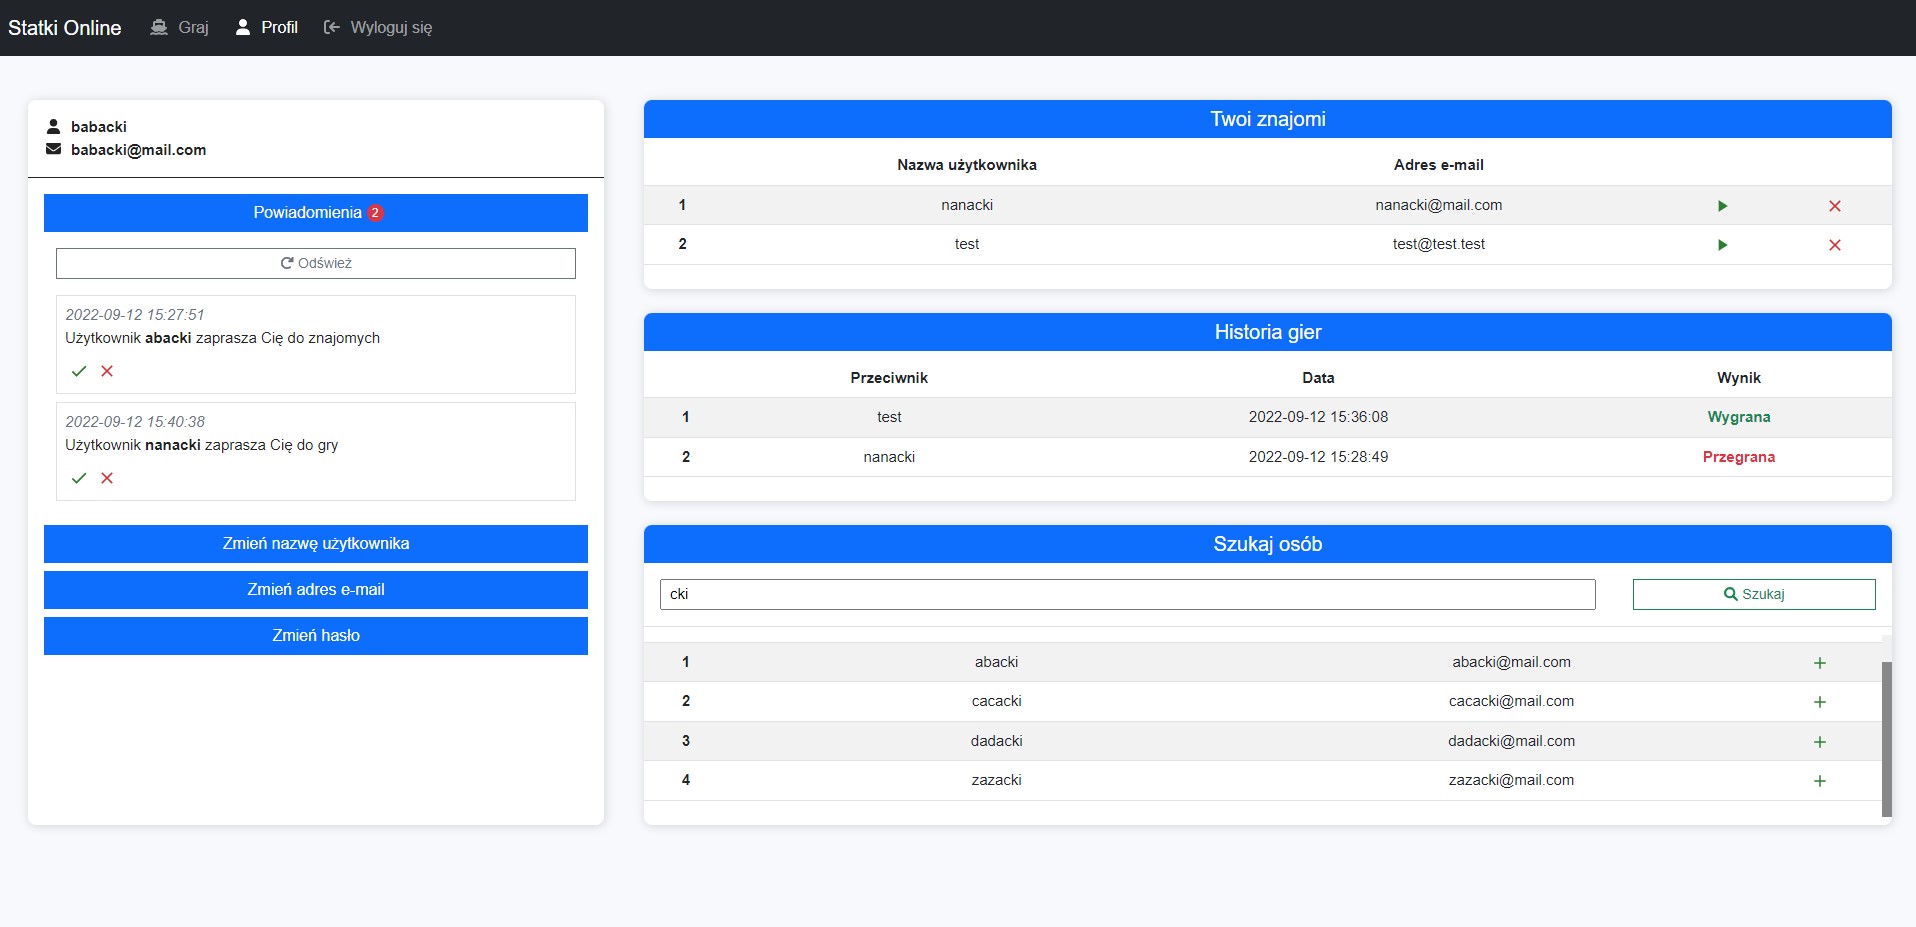 Statki Online Graj Profil Wyloguj się
babacki
babacki@mail.com
Powiadomienia 2
Odśwież
2022-09-12 15:27:51
Użytkownik abacki zaprasza Cię do znajomych
2022-09-12 15:40:38
Użytkownik nanacki zaprasza Cię do gry
Zmień nazwę użytkownika
Zmień adres e-mail
Zmień hasło
Twoi znajomi
Nazwa użytkownika Adres e-mail
1 nanacki nanacki@mail.com
2 test test@test.test
Historia gier
Przeciwnik Data Wynik
1 test 2022-09-12 15:36:08 Wygrana
2 nanacki 2022-09-12 15:28:49 Przegrana
Szukaj osób
cki Szukaj
1 abacki abacki@mail.com
2 cacacki cacacki@mail.com
3 dadacki dadacki@mail.com
4 zazacki zazacki@mail.com